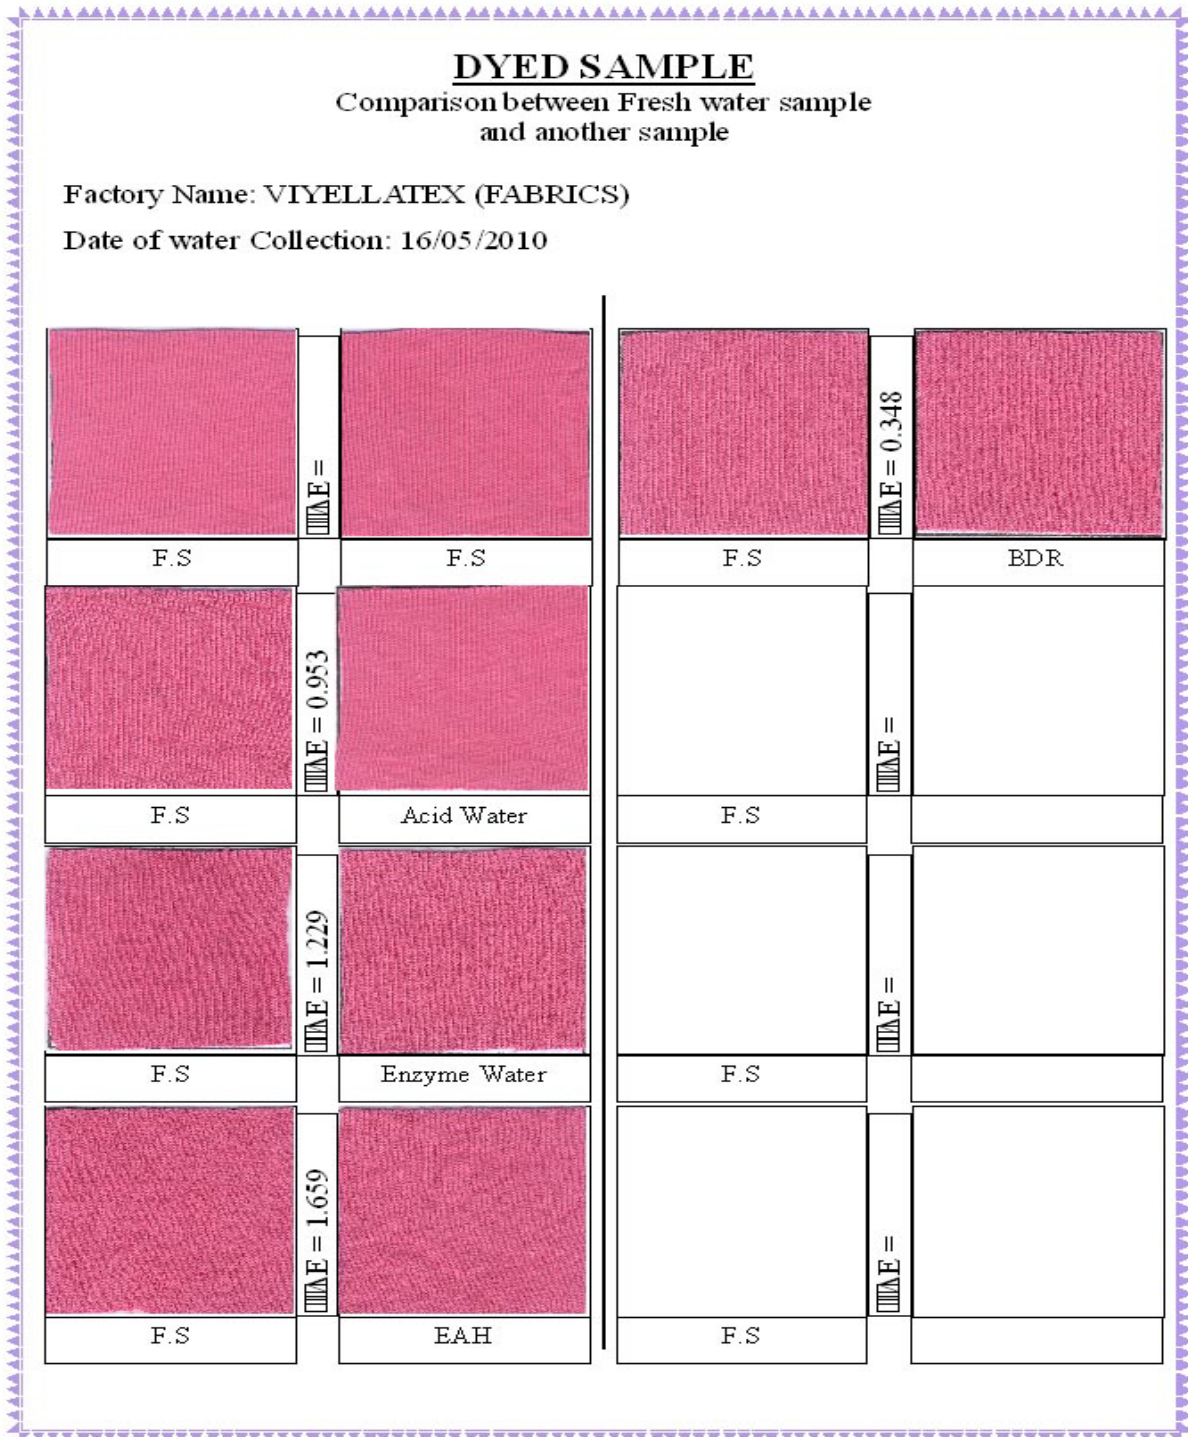 DYED SAMPLE
Comparison between Fresh water sample
and another sample
Factory Name: VIYELLATEX (FABRICS)
Date of water Collection: 16/05/2010
ΔE =
F.S
F.S
ΔE = 0.953
F.S
Acid Water
ΔE = 1.229
F.S
Enzyme Water
ΔE = 1.659
F.S
EAH
ΔE = 0.348
F.S
BDR
ΔE =
F.S
ΔE =
F.S
ΔE =
F.S